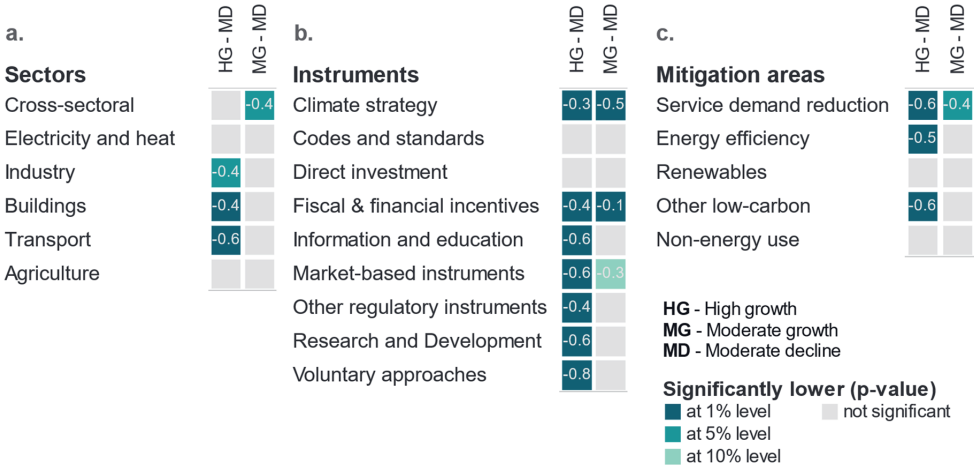 a.
HG - MD
MG - MD
Sectors
Cross-sectoral -0.4
Electricity and heat
Industry -0.4
Buildings -0.4
Transport -0.6
Agriculture
b.
HG - MD
MG - MD
Instruments
Climate strategy -0.3 -0.5
Codes and standards
Direct investment
Fiscal & financial incentives -0.4 -0.1
Information and education -0.6
Market-based instruments -0.6 -0.3
Other regulatory instruments -0.4
Research and Development -0.6
Voluntary approaches -0.8
c.
HG - MD
MG - MD
Mitigation areas
Service demand reduction -0.6 -0.4
Energy efficiency -0.5
Renewables
Other low-carbon -0.6
Non-energy use
HG - High growth
MG - Moderate growth
MD - Moderate decline
Significantly lower (p-value)
at 1% level not significant
at 5% level
at 10% level